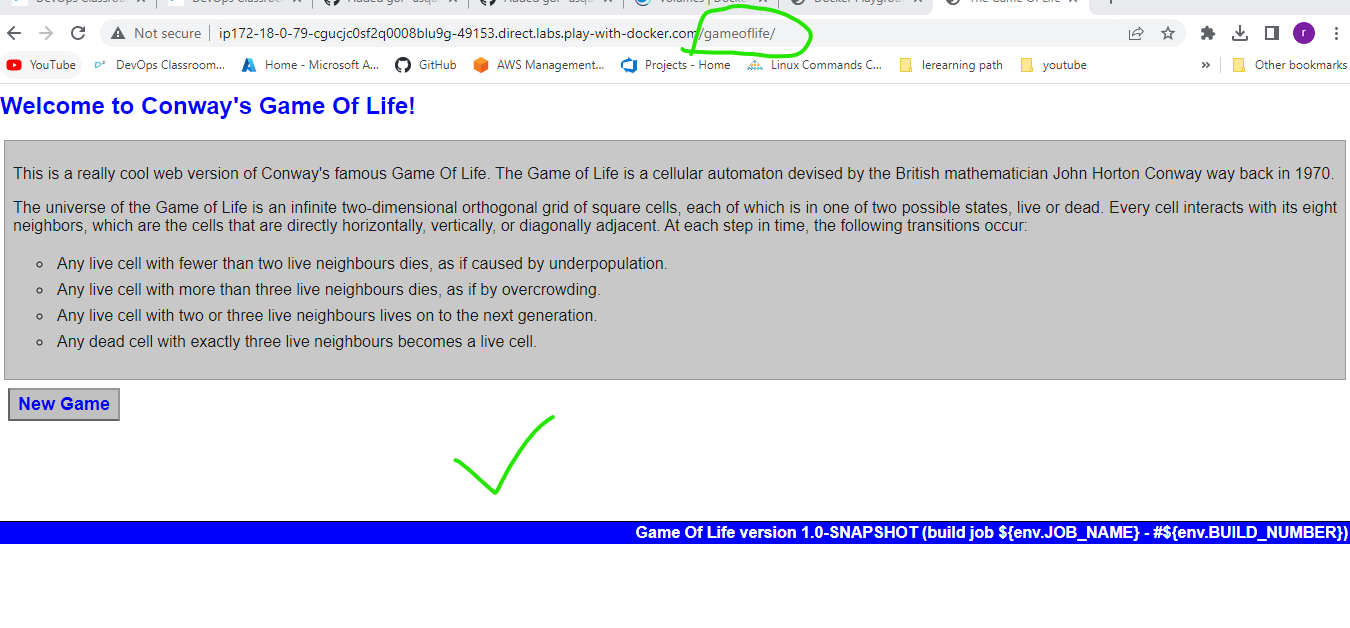 Not secure ip172-18-0-79-cgucjc0sf2q0008blu9g-49153.direct.labs.play-with-docker.com/gameoflife/ r
YouTube DevOps Classroom... Home - Microsoft A... GitHub AWS Management... Projects - Home Linux Commands C... lerearning path youtube » Other bookmarks
Welcome to Conway's Game Of Life!
This is a really cool web version of Conway's famous Game Of Life. The Game of Life is a cellular automaton devised by the British mathematician John Horton Conway way back in 1970.
The universe of the Game of Life is an infinite two-dimensional orthogonal grid of square cells, each of which is in one of two possible states, live or dead. Every cell interacts with its eight
neighbors, which are the cells that are directly horizontally, vertically, or diagonally adjacent. At each step in time, the following transitions occur:
Any live cell with fewer than two live neighbours dies, as if caused by underpopulation.
Any live cell with more than three live neighbours dies, as if by overcrowding.
Any live cell with two or three live neighbours lives on to the next generation.
Any dead cell with exactly three live neighbours becomes a live cell.
New Game
Game Of Life version 1.0-SNAPSHOT (build job ${env.JOB_NAME} - #${env.BUILD_NUMBER})